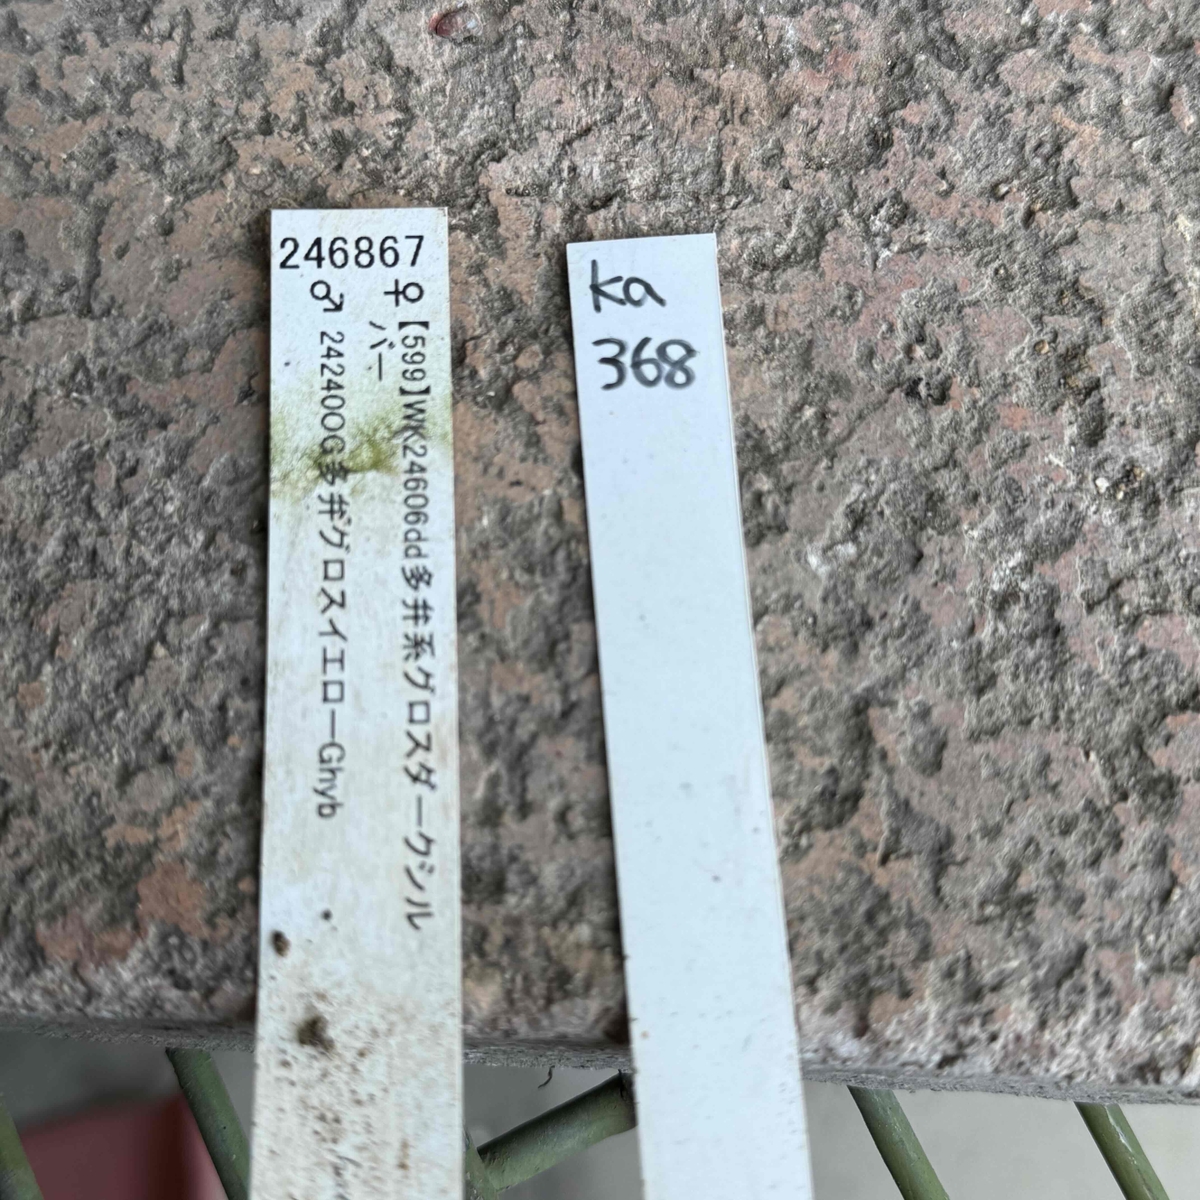 246867
♀【599】WK24606dd多井系グロスダークシル
バー
♂ 242400G多井グロスイエローGhyb
ka
368